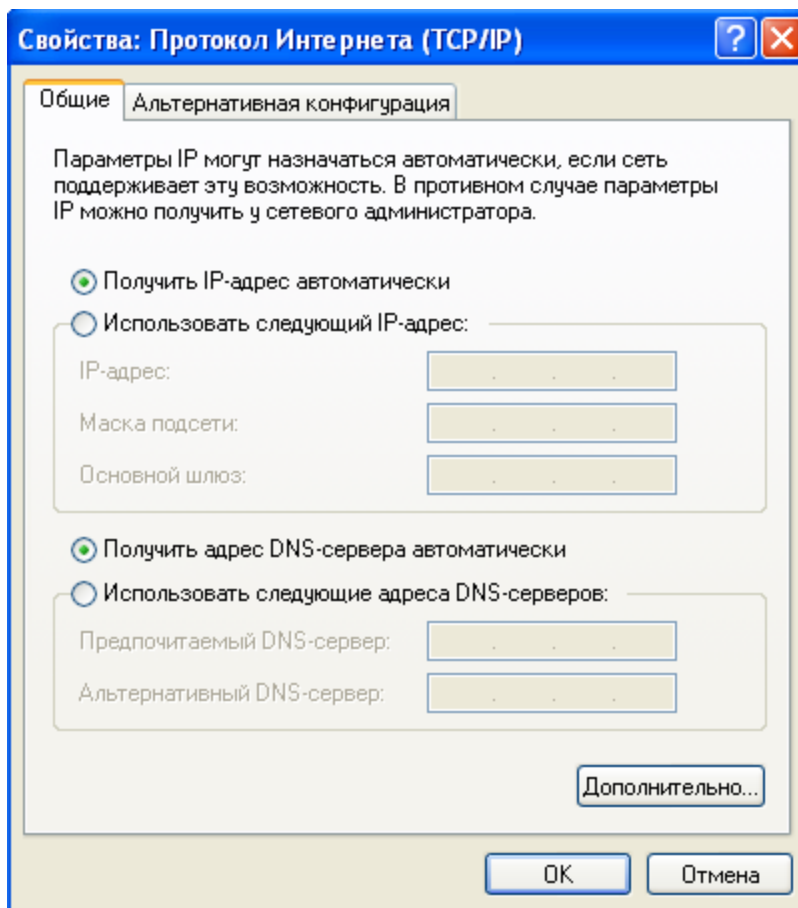 Свойства: Протокол Интернета (TCP/IP)
Общие
Альтернативная конфигурация
Параметры IP могут назначаться автоматически, если сеть
поддерживает эту возможность. В противном случае параметры
IP можно получить у сетевого администратора.
Получить IP-адрес автоматически
Использовать следующий IP-адрес:
IP-адрес:
Маска подсети:
Основной шлюз:
Получить адрес DNS-сервера автоматически
Использовать следующие адреса DNS-серверов:
Предпочитаемый DNS-сервер:
Альтернативный DNS-сервер:
Дополнительно...
OK
Отмена